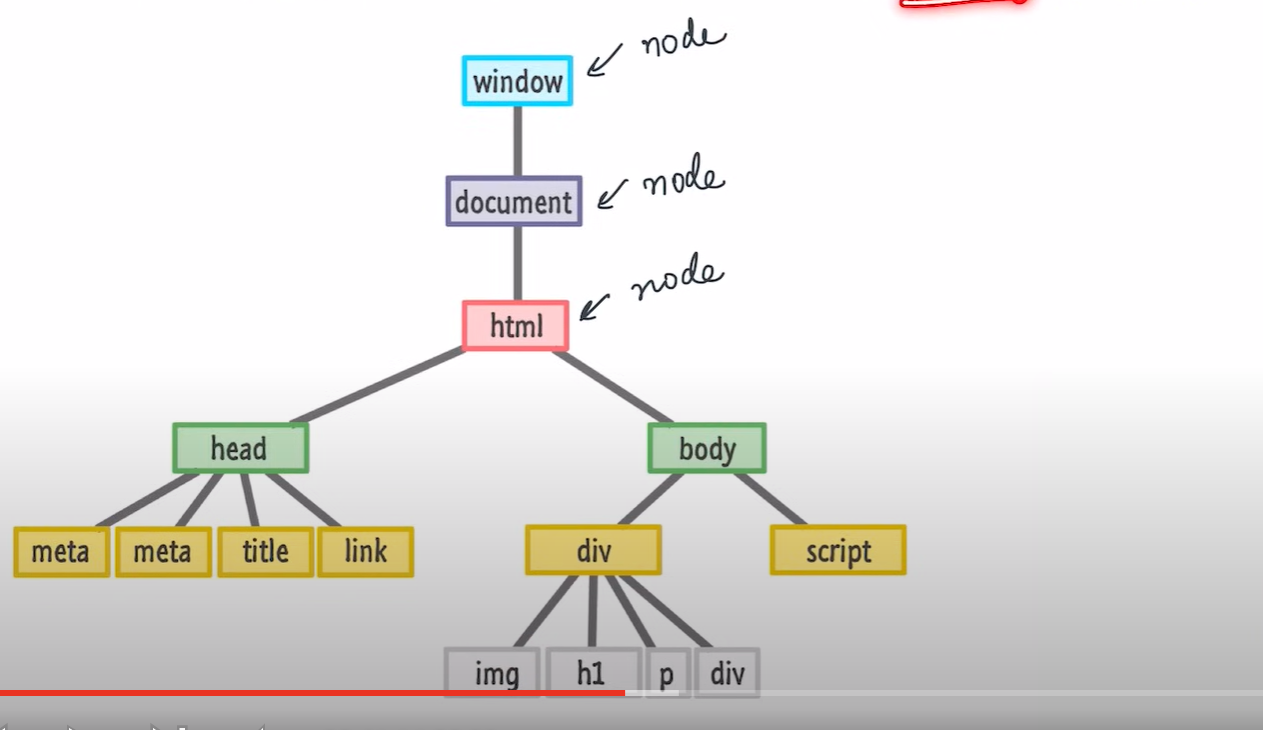 node
window
node
document
node
html
head
body
meta meta title link
div
script
img h1 p div